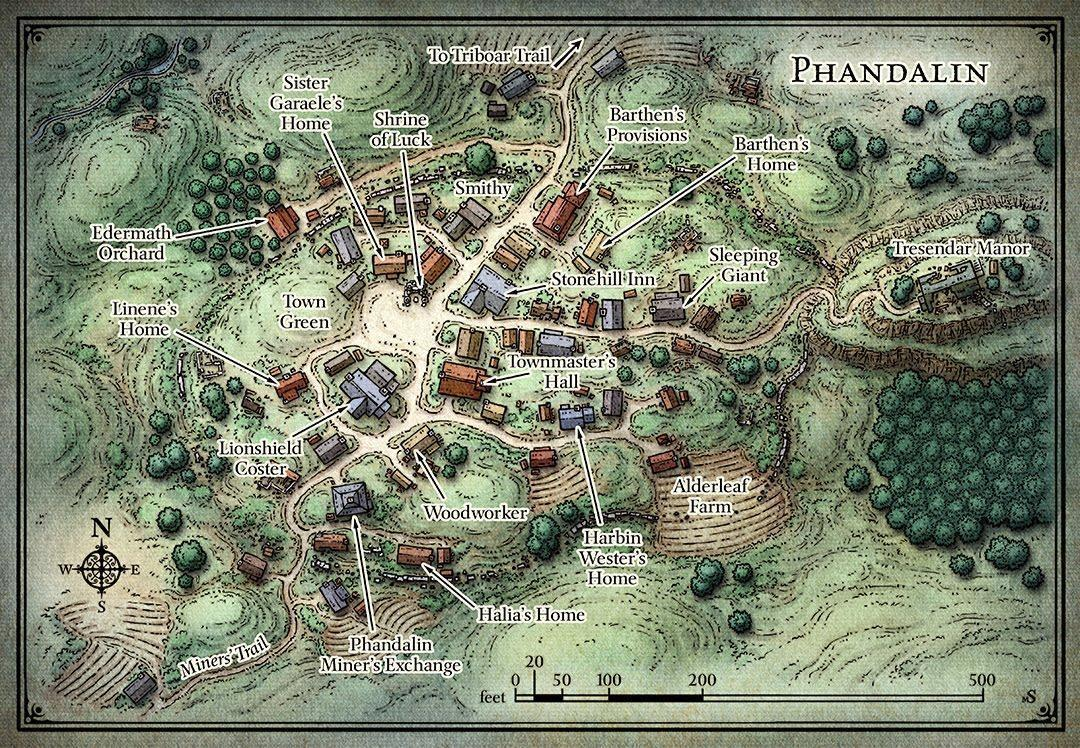 To Triboar Trail
PHANDALIN
Sister
Garaele's
Home
Shrine
of Luck
Barthen's
Provisions
Barthen's
Home
Smithy
Edermath
Orchard
Tresendar Manor
Sleeping
Giant
Stonehill Inn
Town
Green
Linene's
Home
Townmaster's
Hall
Lionshield
Coster
Alderleaf
Farm
Woodworker
Harbin
Wester's
Home
N
W
E
S
Halia's Home
Phandalin
Miner's Exchange
Miners' Trail
20
feet 0 50 100 200 500